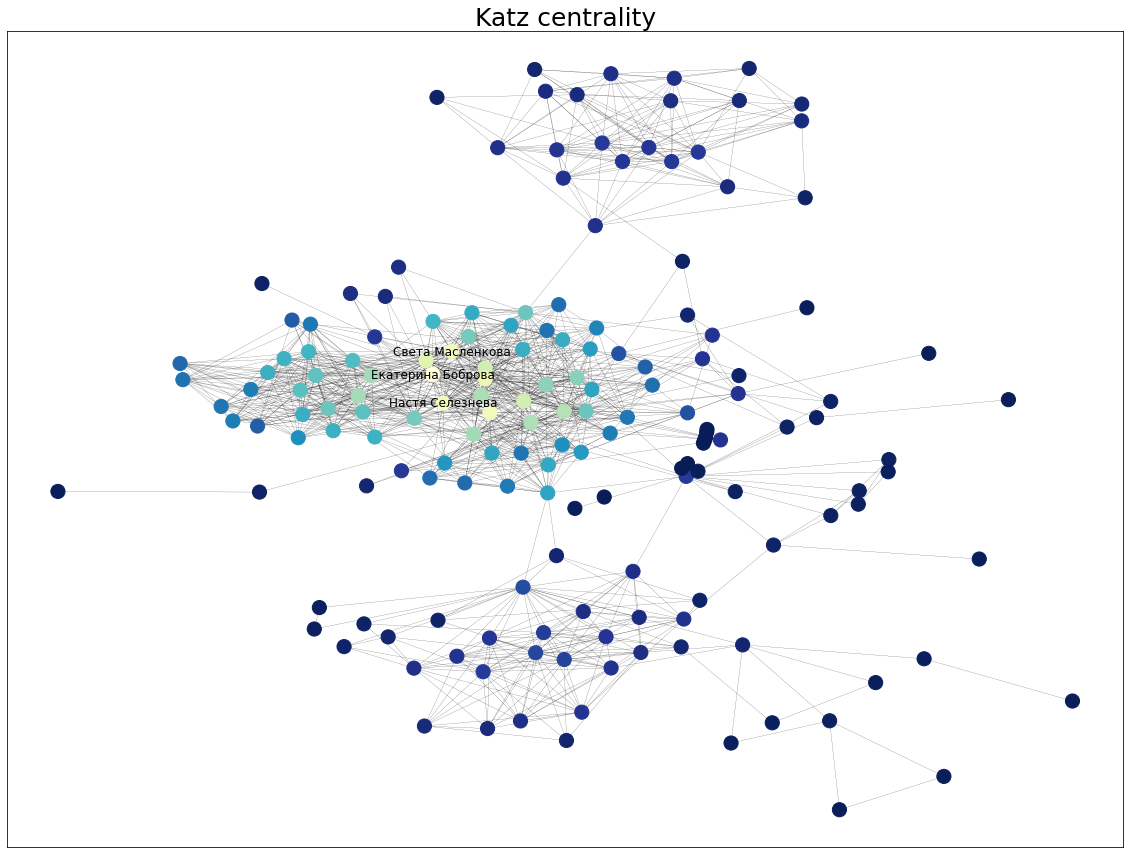 Katz centrality
Света Масленкова
Екатерина Боброва
Настя Селезнева